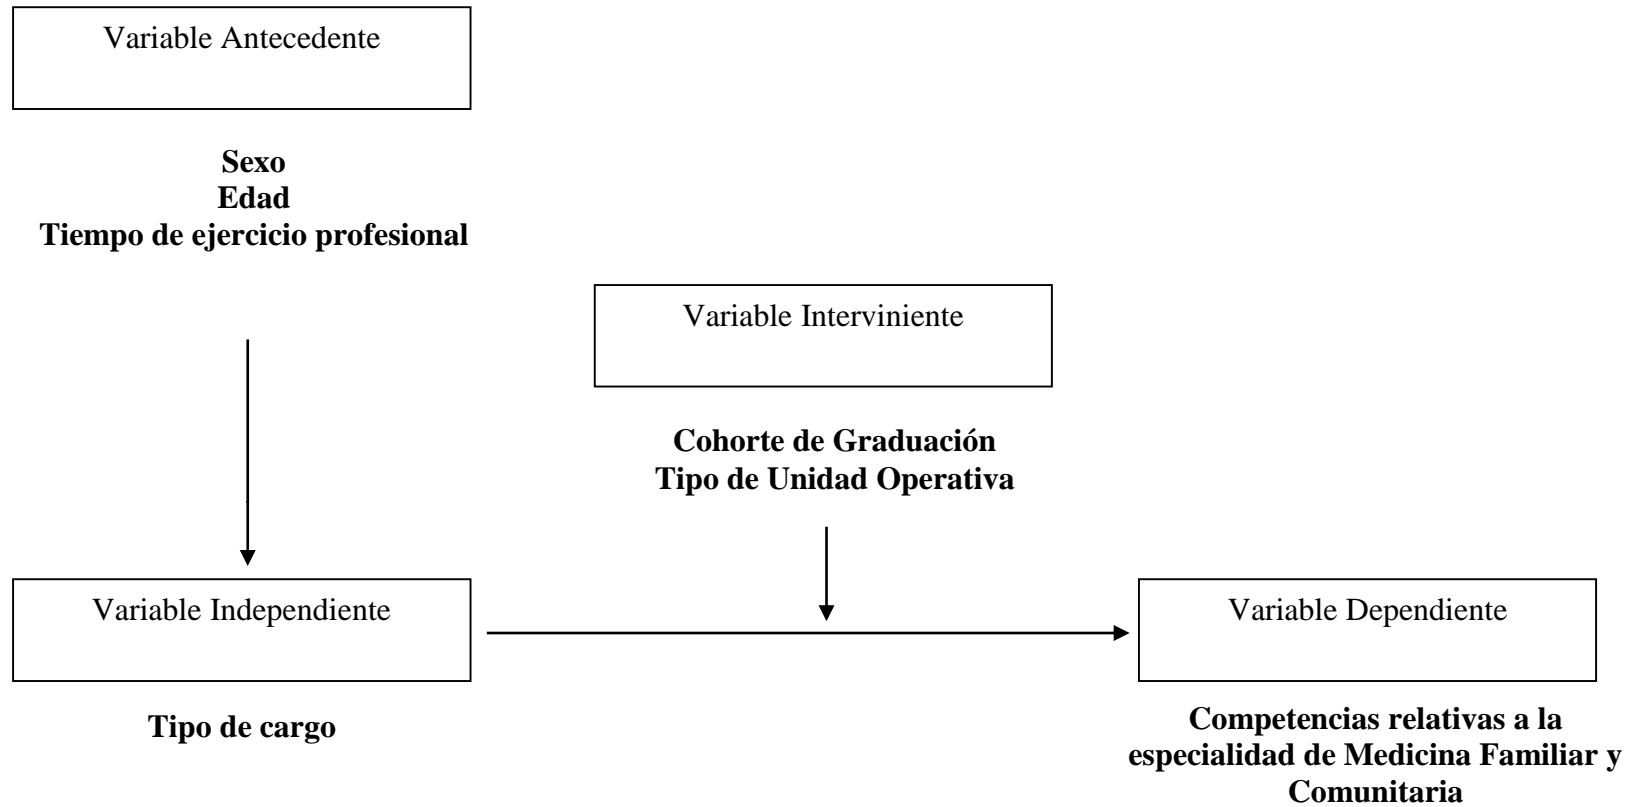 Variable Antecedente
Sexo
Edad
Tiempo de ejercicio profesional
Variable Interviniente
Cohorte de Graduación
Tipo de Unidad Operativa
Variable Independiente
Tipo de cargo
Variable Dependiente
Competencias relativas a la
especialidad de Medicina Familiar y
Comunitaria